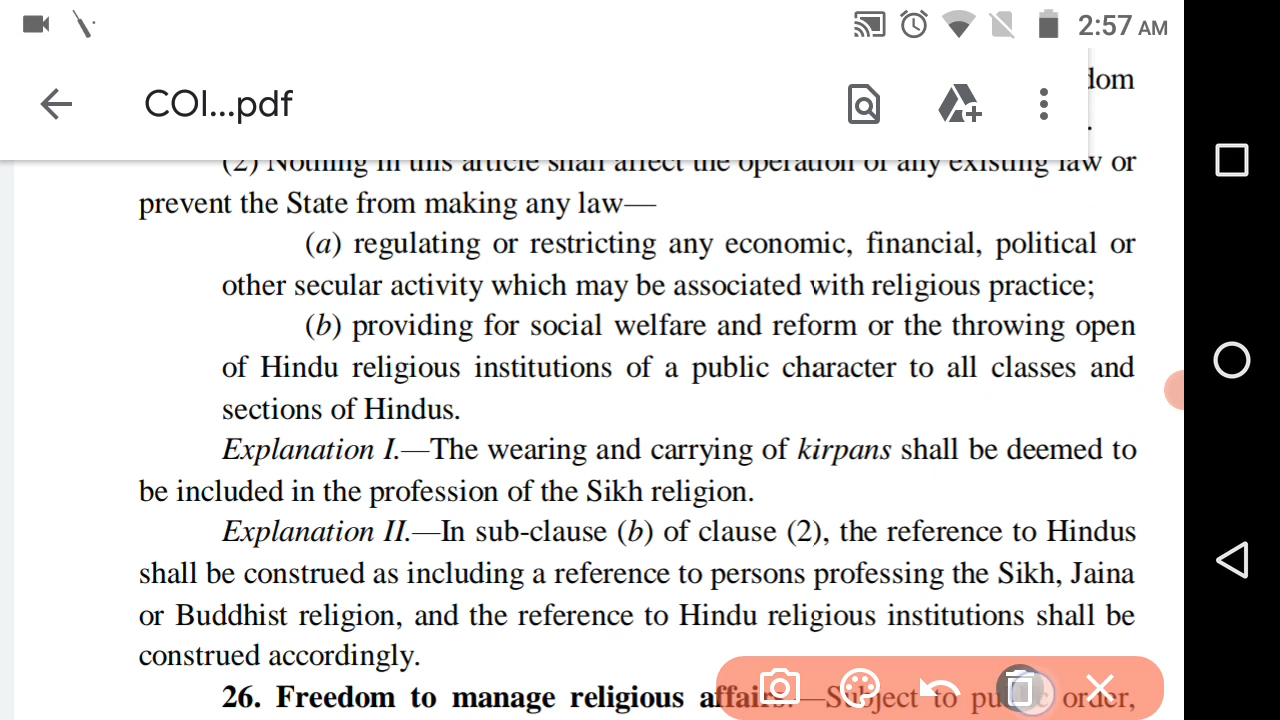 2:57 AM
COI...pdf
dom
.
(2) Nothing in this article shall affect the operation of any existing law or
prevent the State from making any law—
(a) regulating or restricting any economic, financial, political or
other secular activity which may be associated with religious practice;
(b) providing for social welfare and reform or the throwing open
of Hindu religious institutions of a public character to all classes and
sections of Hindus.
Explanation I.—The wearing and carrying of kirpans shall be deemed to
be included in the profession of the Sikh religion.
Explanation II.—In sub-clause (b) of clause (2), the reference to Hindus
shall be construed as including a reference to persons professing the Sikh, Jaina
or Buddhist religion, and the reference to Hindu religious institutions shall be
construed accordingly.
26. Freedom to manage religious affairs.—Subject to public order,